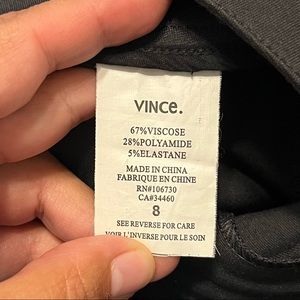 VINCE.
67%VISCOSE
28%POLYAMIDE
5%ELASTANE
MADE IN CHINA
FABRIQUE EN CHINE
RN#106730
CA#34460
8
SEE REVERSE FOR CARE
VOIR L'INVERSE POUR LE SOIN